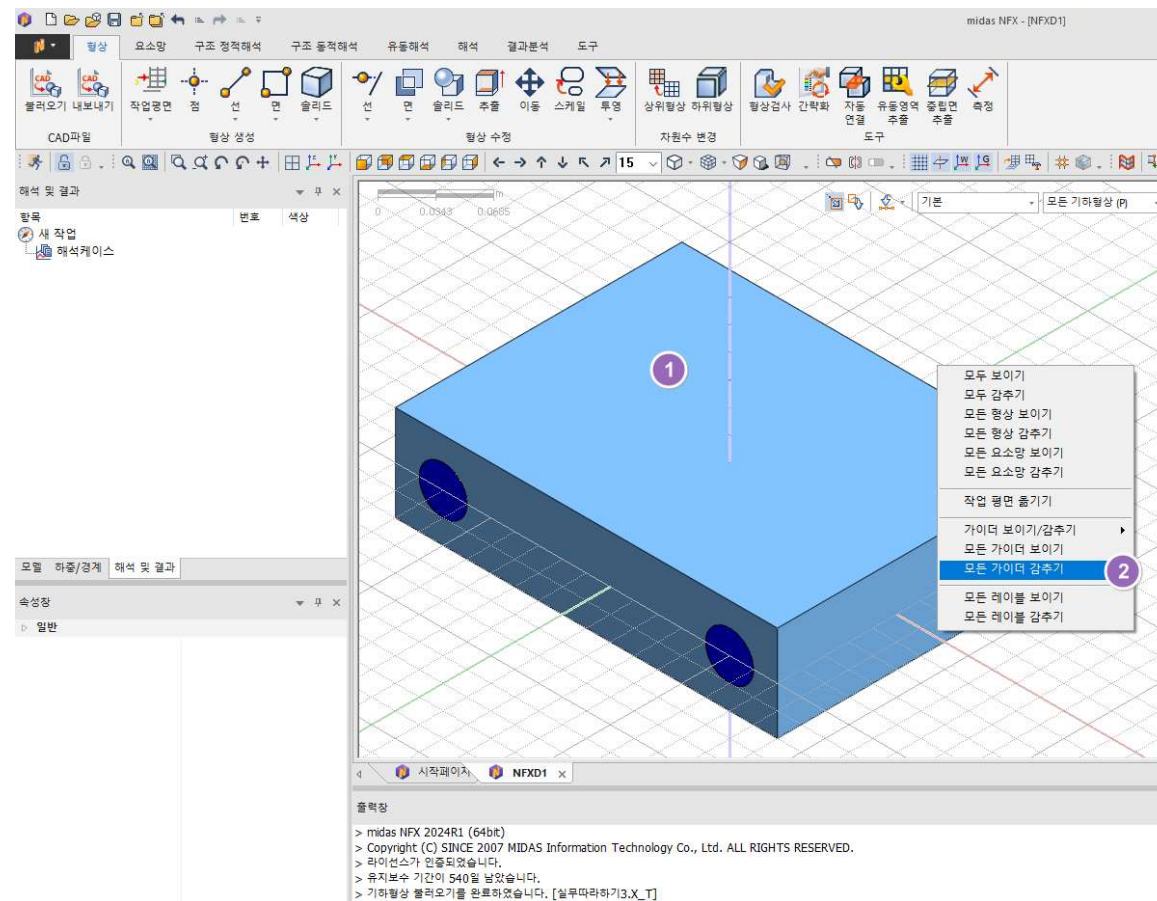 midas NFX - [NFXD1]
형상 요소망 구조 정적해석 구조 동적해석 유동해석 해석 결과분석 도구
불러오기 내보내기 작업평면 점 선 면 솔리드 선 면 솔리드 추출 이동 스케일 투영 상위형상 하위형상 형상검사 간략화 자동 연결 유동영역 추출 중립면 추출 측정
CAD파일 형상 생성 형상 수정 차원수 변경 도구
15
해석 및 결과
항목 번호 색상
새 작업
해석케이스
0 0.0343 0.0685 m
기본 모든 기하형상 (P)
1
모두 보이기
모두 감추기
모든 형상 보이기
모든 형상 감추기
모든 요소망 보이기
모든 요소망 감추기
작업 평면 옮기기
가이더 보이기/감추기
모든 가이더 보이기
모든 가이더 감추기 2
모든 레이블 보이기
모든 레이블 감추기
모델 하중/경계 해석 및 결과
속성창
일반
시작페이지 NFXD1
출력창
> midas NFX 2024R1 (64bit)
> Copyright (C) SINCE 2007 MIDAS Information Technology Co., Ltd. ALL RIGHTS RESERVED.
> 라이선스가 인증되었습니다.
> 유지보수 기간이 540일 남았습니다.
> 기하형상 불러오기를 완료하였습니다. [실무따라하기3.X_T]